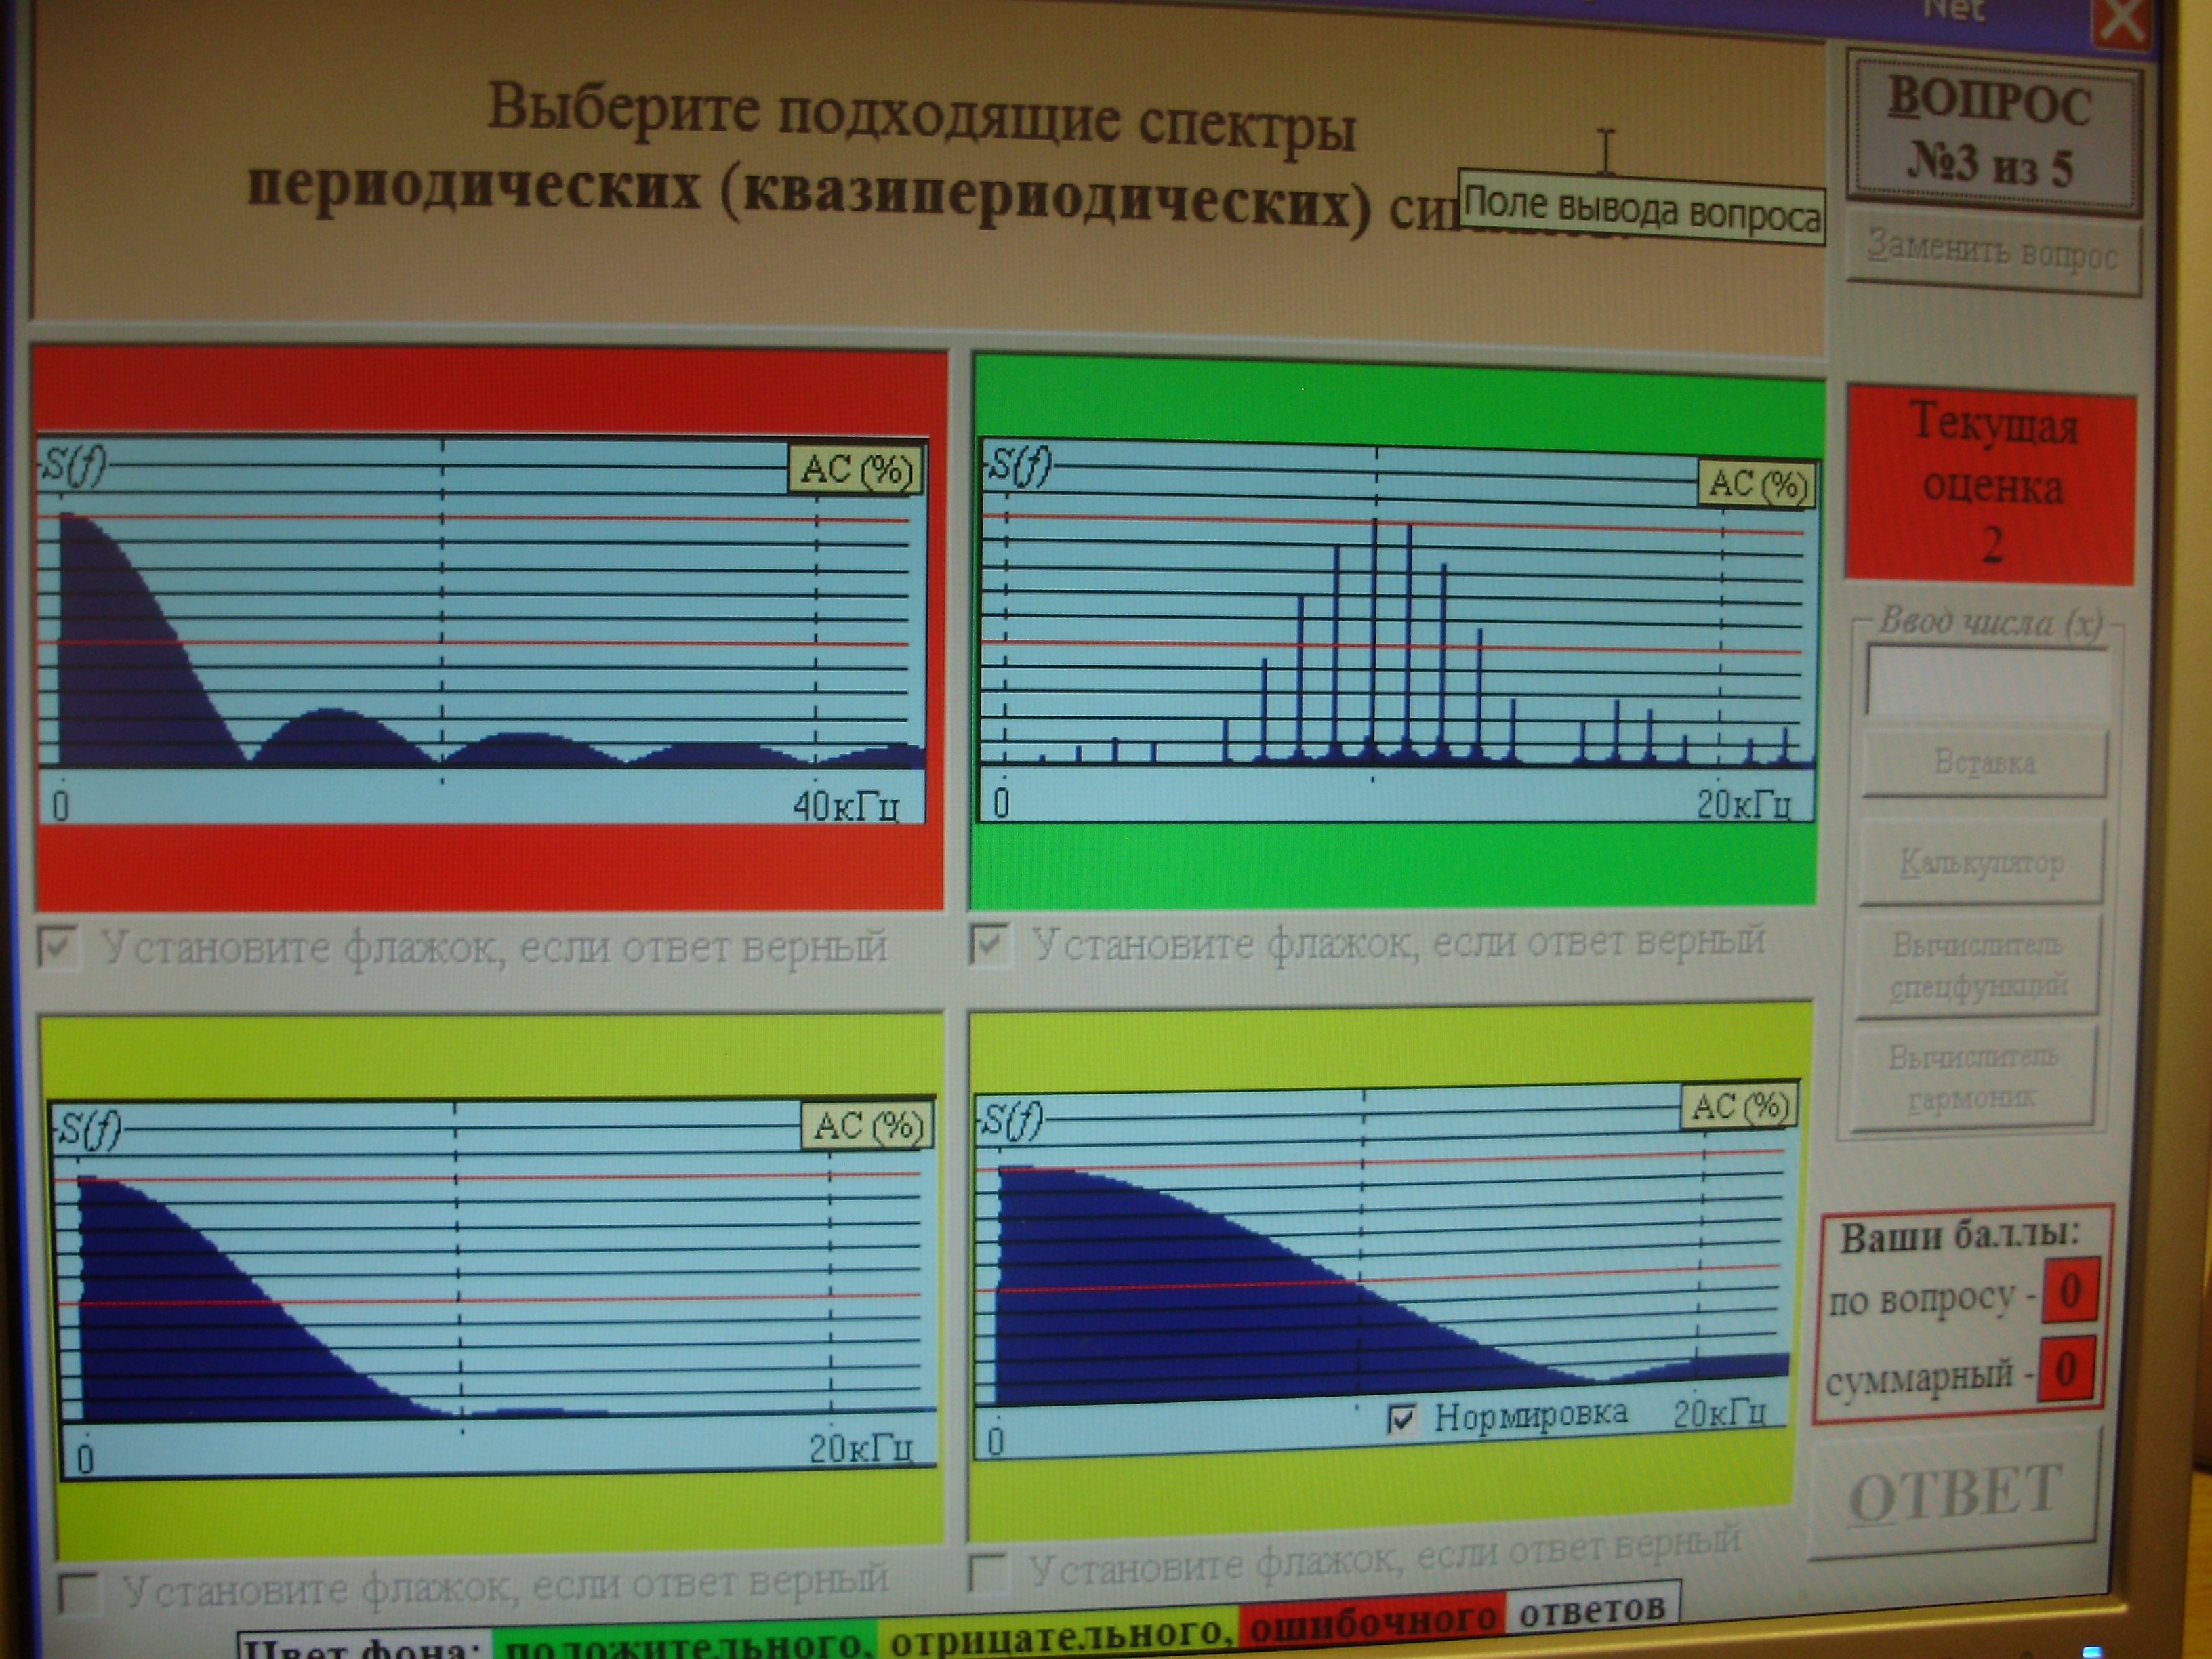 Net
Выберите подходящие спектры
периодических (квазипериодических)
Поле вывода вопроса
ВОПРОС
№3 из 5
Заменить вопрос
S(f)
AC (%)
0
40кГц
S(f)
AC (%)
0
20кГц
Текущая
оценка
2
Ввод числа (x)
Вставка
Калькулятор
Вычислитель
спецфункций
Вычислитель
гармоник
Установите флажок, если ответ верный
Установите флажок, если ответ верный
S(f)
AC (%)
0
20кГц
S(f)
AC (%)
0
Нормировка
20кГц
Ваши баллы:
по вопросу - 0
суммарный - 0
ОТВЕТ
Установите флажок, если ответ верный
Установите флажок, если ответ верный
Цвет фона: положительного, отрицательного, ошибочного ответов